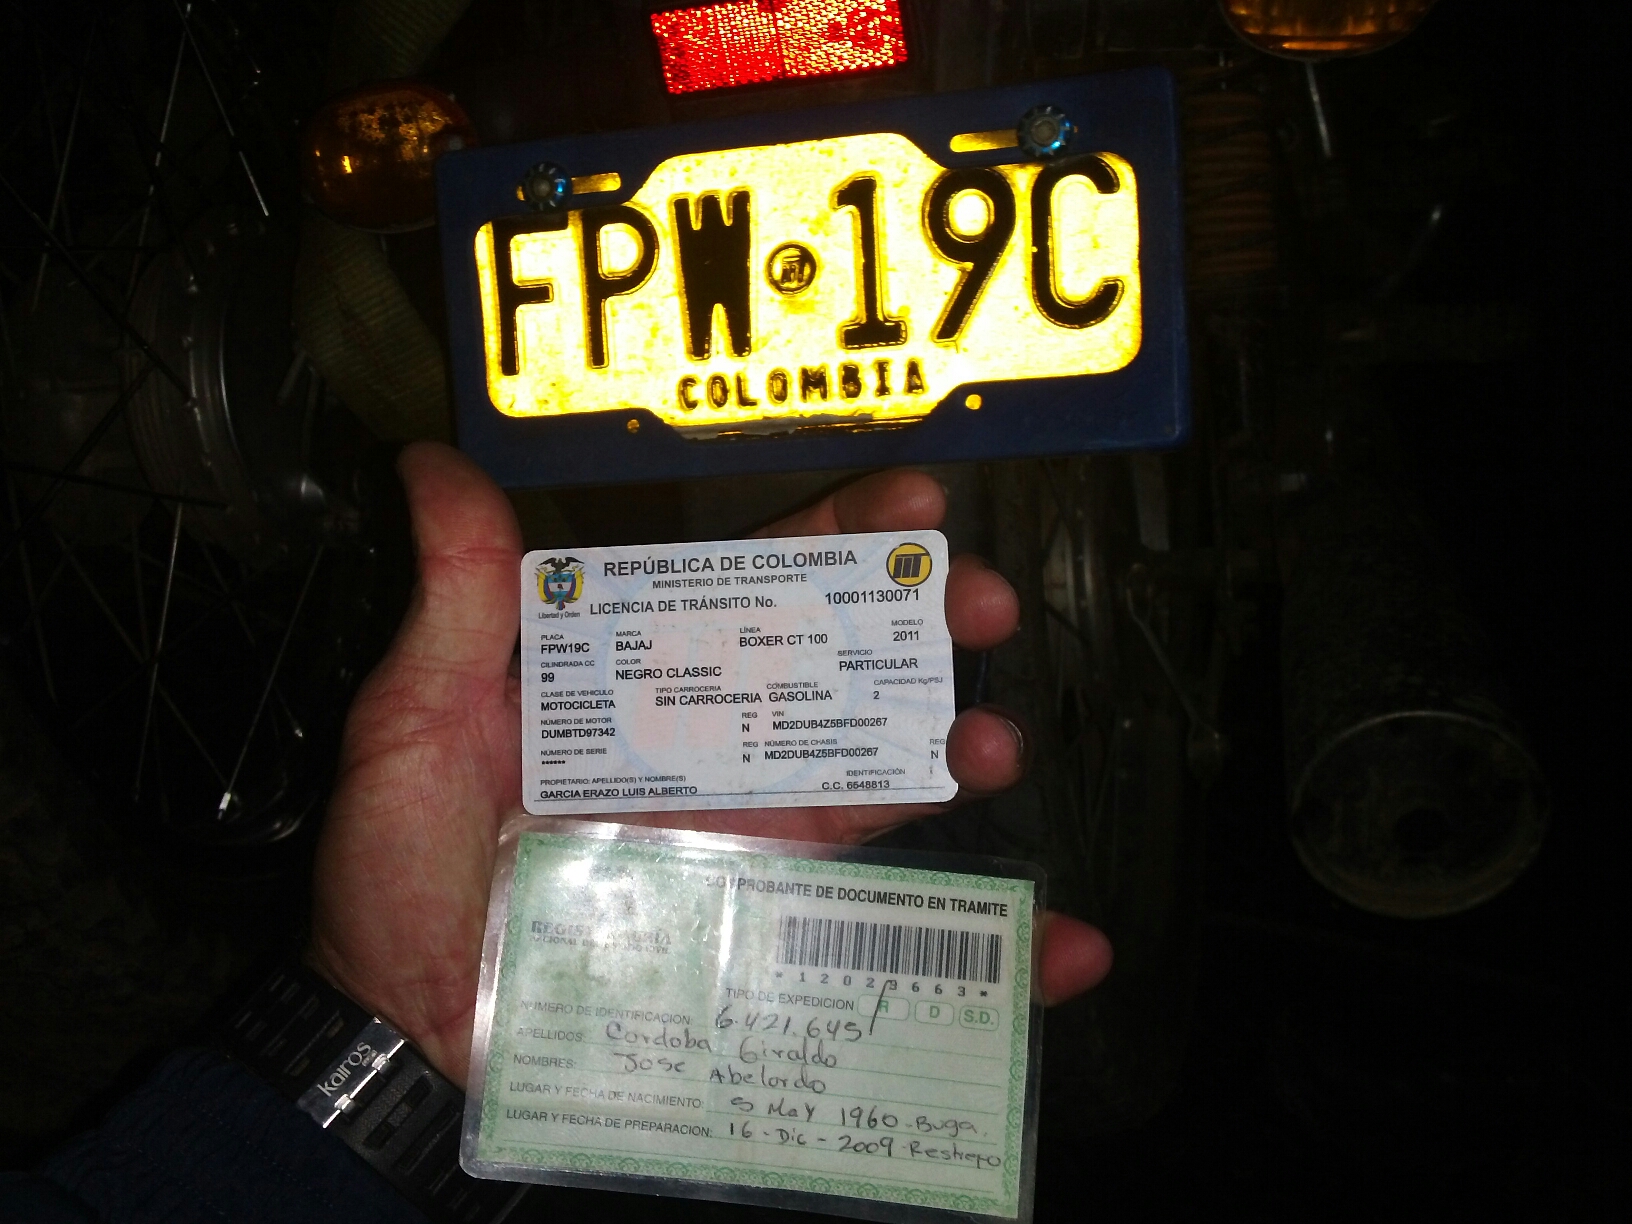 FPW 19C
COLOMBIA
REPÚBLICA DE COLOMBIA
MINISTERIO DE TRANSPORTE
Libertad y Orden
LICENCIA DE TRÁNSITO No. 10001130071
PLACA MARCA LÍNEA MODELO
FPW19C BAJAJ BOXER CT 100 2011
CILINDRADA CC COLOR SERVICIO
99 NEGRO CLASSIC PARTICULAR
CLASE DE VEHICULO TIPO CARROCERIA COMBUSTIBLE CAPACIDAD Kg/PSJ
MOTOCICLETA SIN CARROCERIA GASOLINA 2
NÚMERO DE MOTOR REG VIN
DUMBTD97342 N MD2DUB4Z5BFD00267
NÚMERO DE SERIE REG NÚMERO DE CHASIS REG
****** N MD2DUB4Z5BFD00267 N
PROPIETARIO: APELLIDO(S) Y NOMBRE(S) IDENTIFICACIÓN
GARCIA ERAZO LUIS ALBERTO C.C. 6548813
COMPROBANTE DE DOCUMENTO EN TRAMITE
*12029663*
TIPO DE EXPEDICION R D S.D.
NUMERO DE IDENTIFICACION: 6.421.645
APELLIDOS: Cordoba Giraldo
NOMBRES: Jose Abelardo
LUGAR Y FECHA DE NACIMIENTO: 5 May 1960 - Buga.
LUGAR Y FECHA DE PREPARACION: 16 - Dic - 2009 - Restrepo
kairos